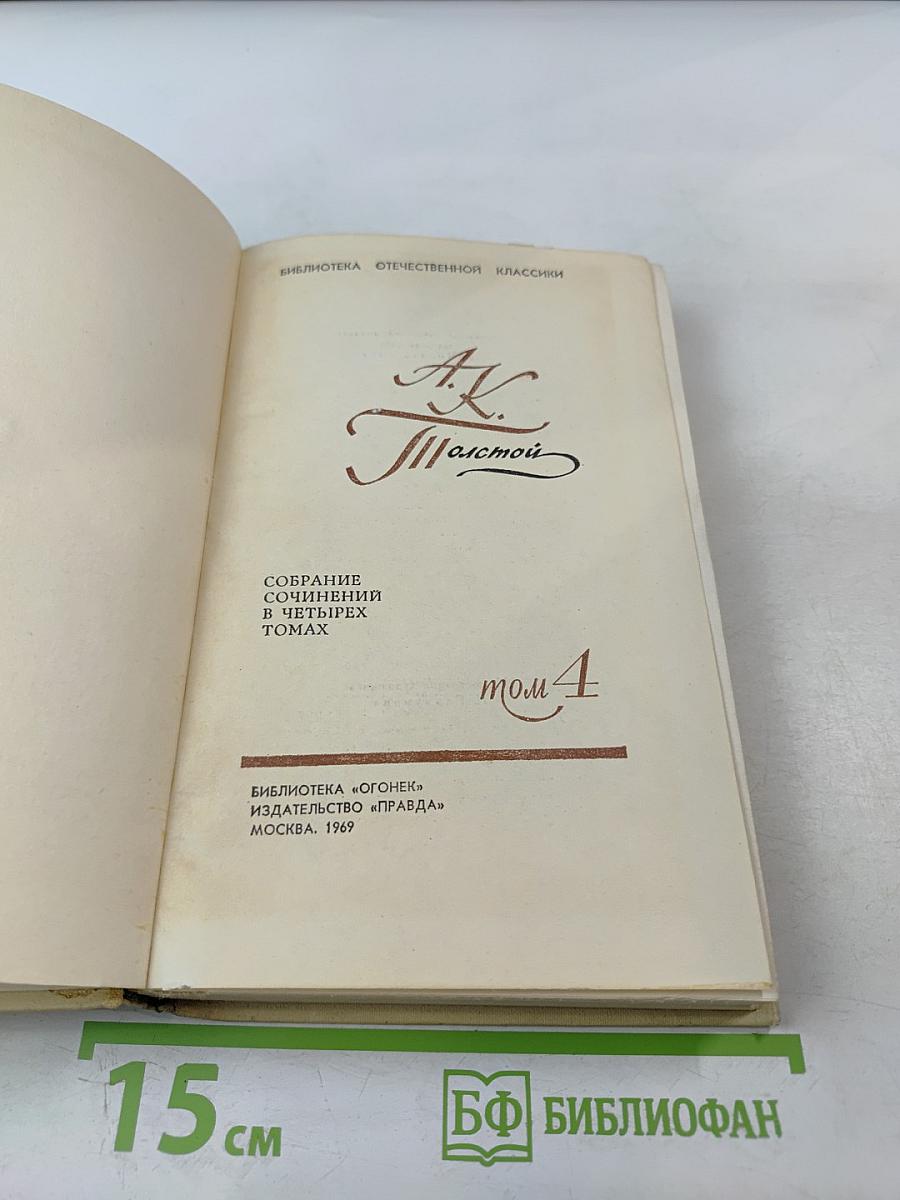 БИБЛИОТЕКА ОТЕЧЕСТВЕННОЙ КЛАССИКИ
А.К.
Толстой
СОБРАНИЕ
СОЧИНЕНИЙ
В ЧЕТЫРЕХ
ТОМАХ
том 4
БИБЛИОТЕКА «ОГОНЕК»
ИЗДАТЕЛЬСТВО «ПРАВДА»
МОСКВА. 1969
15 см
БФ БИБЛИОФАН